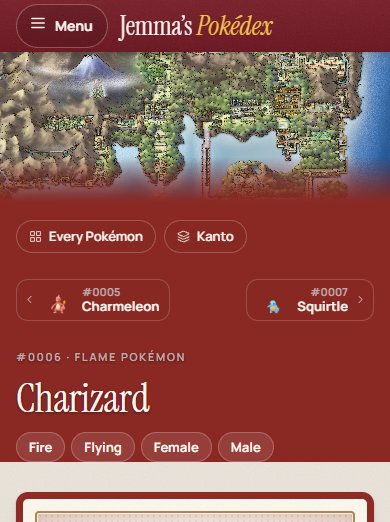 Menu
Jemma's Pokédex
Every Pokémon
Kanto
#0005
Charmeleon
#0007
Squirtle
#0006 · FLAME POKÉMON
Charizard
Fire
Flying
Female
Male